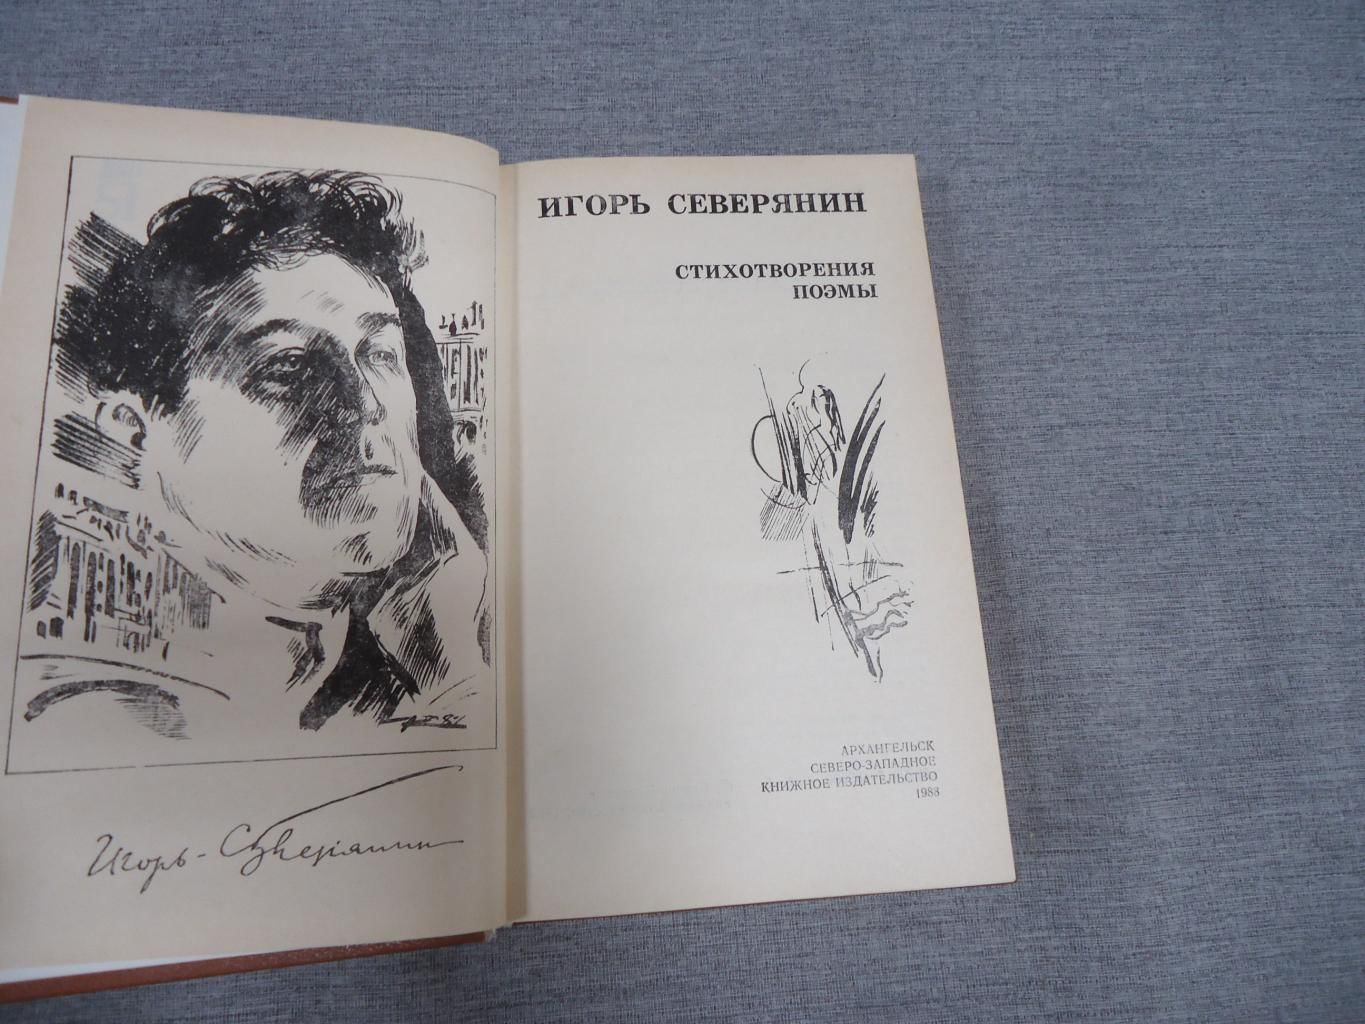 Игорь-Северянин
ИГОРЬ СЕВЕРЯНИН
СТИХОТВОРЕНИЯ
ПОЭМЫ
АРХАНГЕЛЬСК
СЕВЕРО-ЗАПАДНОЕ
КНИЖНОЕ ИЗДАТЕЛЬСТВО
1988